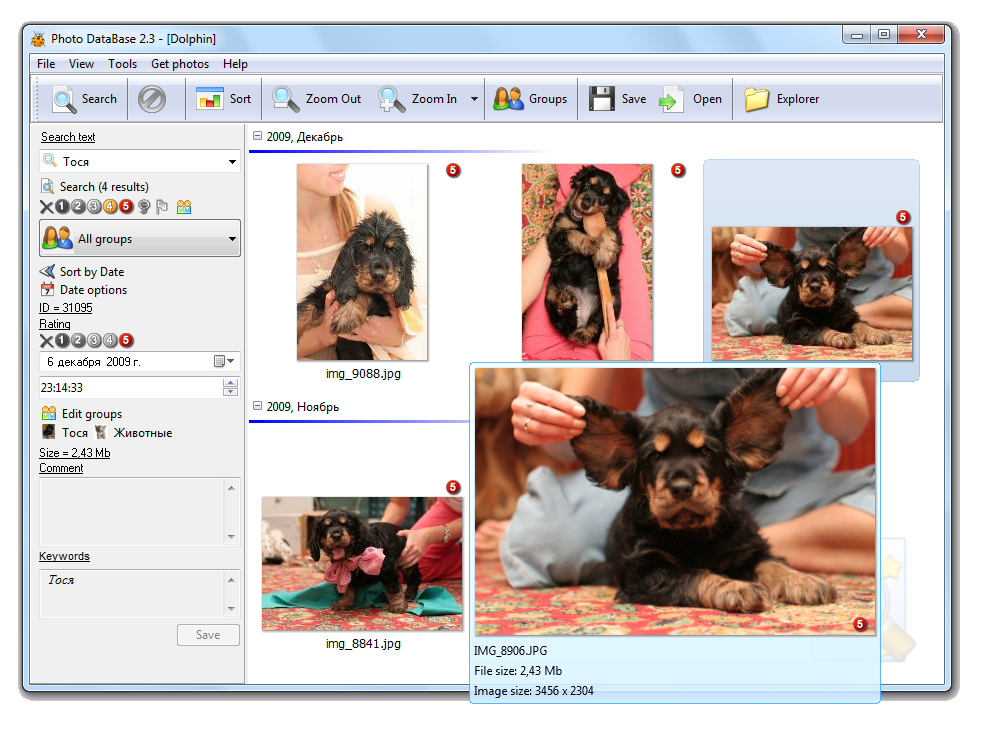 Photo DataBase 2.3 - [Dolphin]
File View Tools Get photos Help
Search Sort Zoom Out Zoom In Groups Save Open Explorer
Search text
Тося
Search (4 results)
1 2 3 4 5
All groups
Sort by Date
7 Date options
ID = 31095
Rating
1 2 3 4 5
6 декабря 2009 г.
23:14:33
Edit groups
Тося Животные
Size = 2,43 Mb
Comment
Keywords
Тося
Save
2009, Декабрь
5 5 5
img_9088.jpg
2009, Ноябрь
5
img_8841.jpg
5
IMG_8906.JPG
File size: 2,43 Mb
Image size: 3456 x 2304